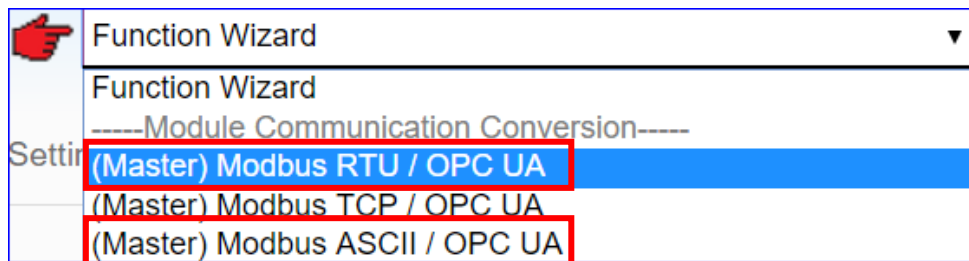 Function Wizard
Function Wizard
-----Module Communication Conversion-----
Settin
(Master) Modbus RTU / OPC UA
(Master) Modbus TCP / OPC UA
(Master) Modbus ASCII / OPC UA